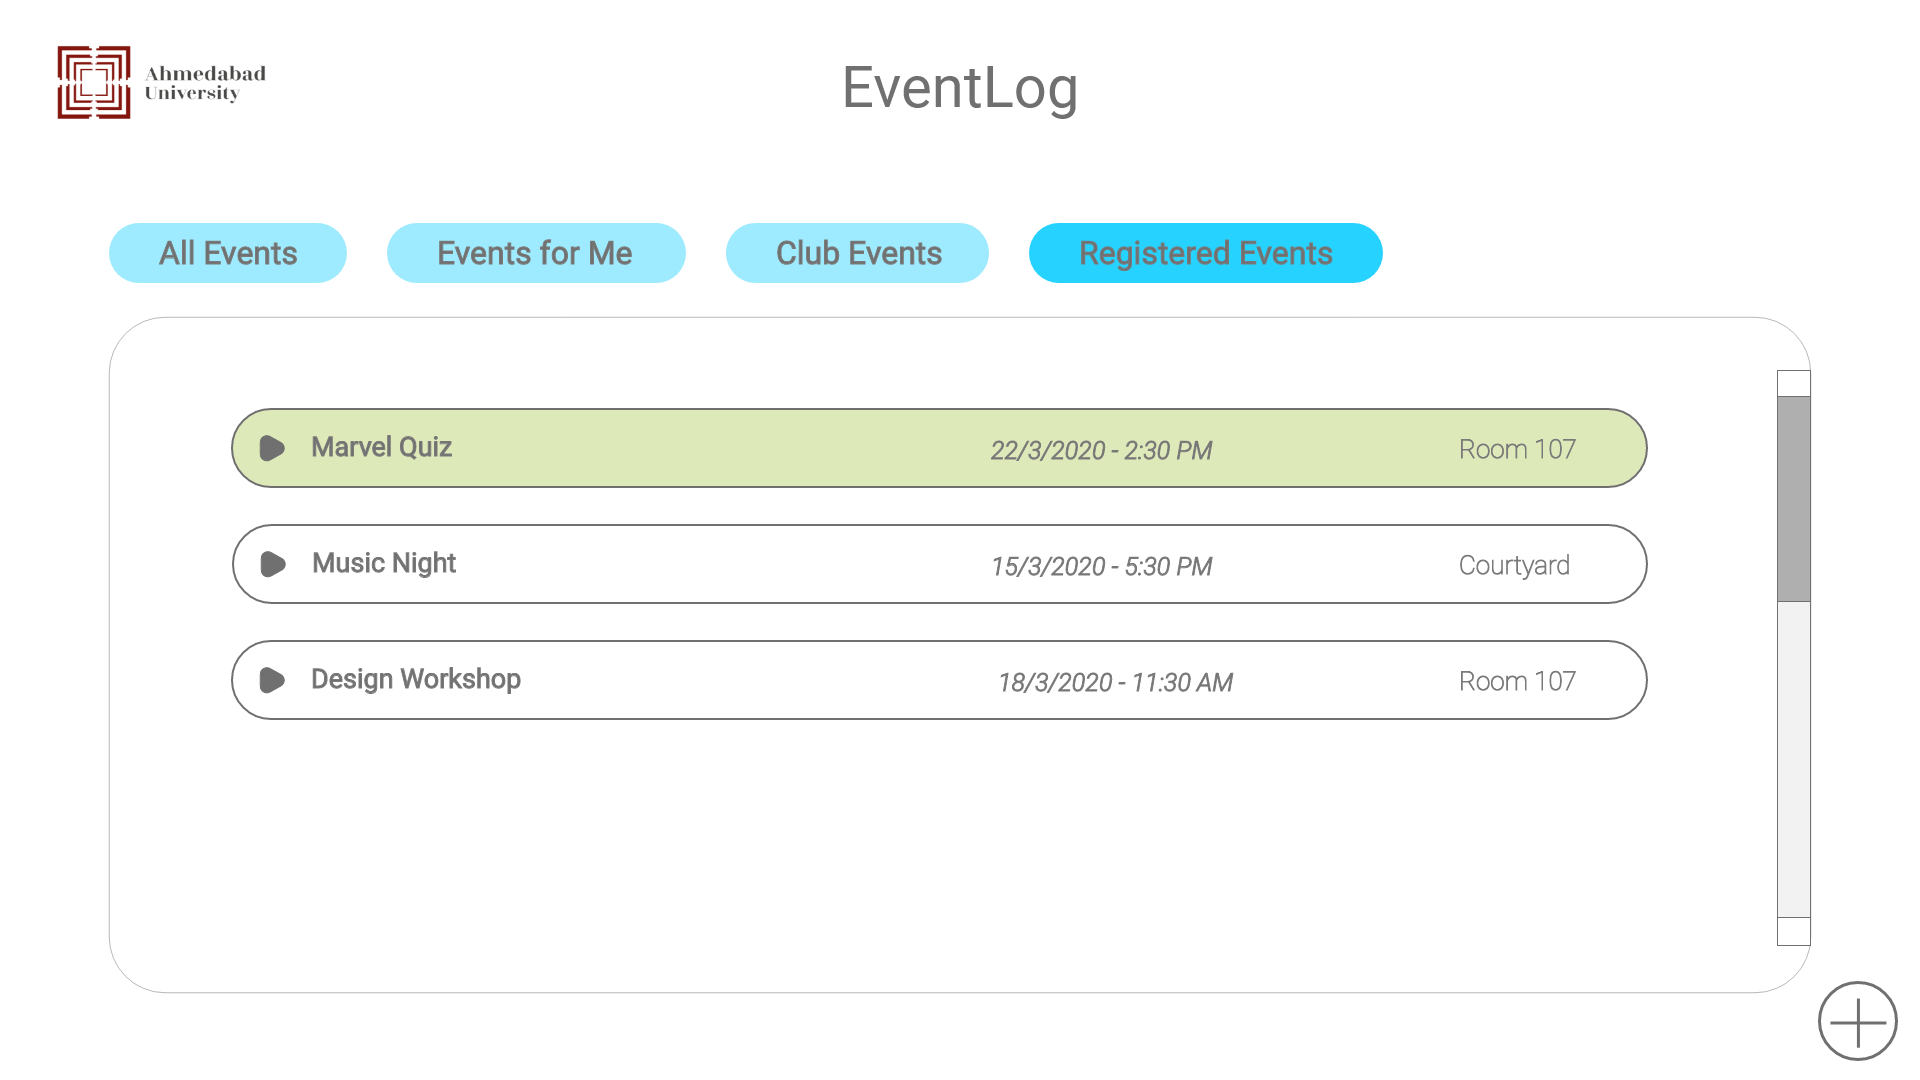 Ahmedabad
University
EventLog
All Events
Events for Me
Club Events
Registered Events
Marvel Quiz
22/3/2020 - 2:30 PM
Room 107
Music Night
15/3/2020 - 5:30 PM
Courtyard
Design Workshop
18/3/2020 - 11:30 AM
Room 107